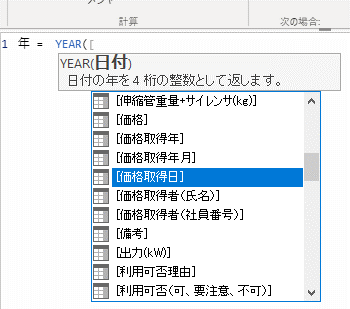 計算
次の場合:
1 年 = YEAR([
YEAR(日付)
日付の年を 4 桁の整数として返します。
[伸縮管重量+サイレンサ(kg)]
[価格]
[価格取得年]
[価格取得年月]
[価格取得日]
[価格取得者(氏名)]
[価格取得者(社員番号)]
[備考]
[出力(kW)]
[利用可否理由]
[利用可否(可、要注意、不可)]